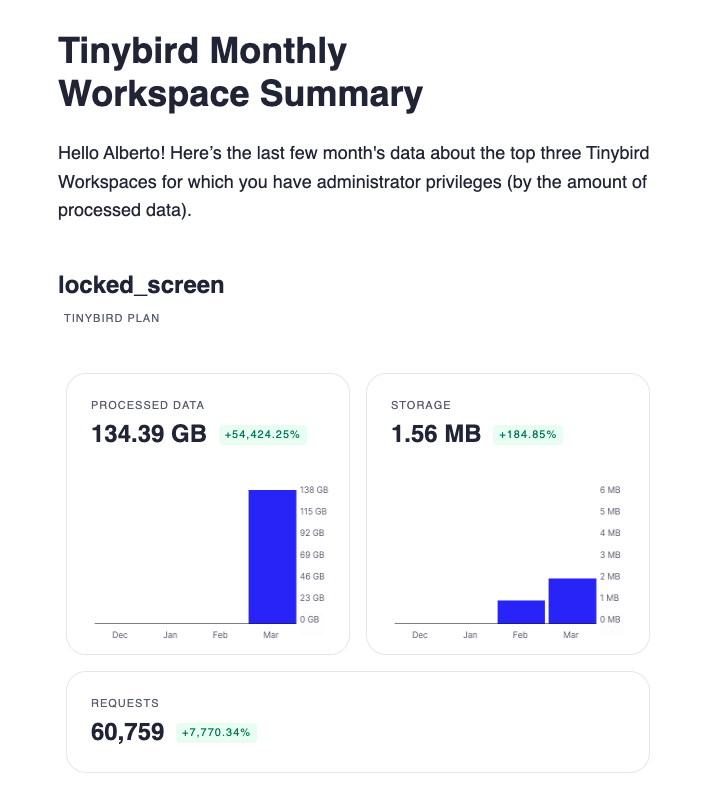 Tinybird Monthly
Workspace Summary
Hello Alberto! Here’s the last few month's data about the top three Tinybird
Workspaces for which you have administrator privileges (by the amount of
processed data).
locked_screen
TINYBIRD PLAN
PROCESSED DATA
134.39 GB +54,424.25%
138 GB
115 GB
92 GB
69 GB
46 GB
23 GB
0 GB
Dec Jan Feb Mar
STORAGE
1.56 MB +184.85%
6 MB
5 MB
4 MB
3 MB
2 MB
1 MB
0 MB
Dec Jan Feb Mar
REQUESTS
60,759 +7,770.34%